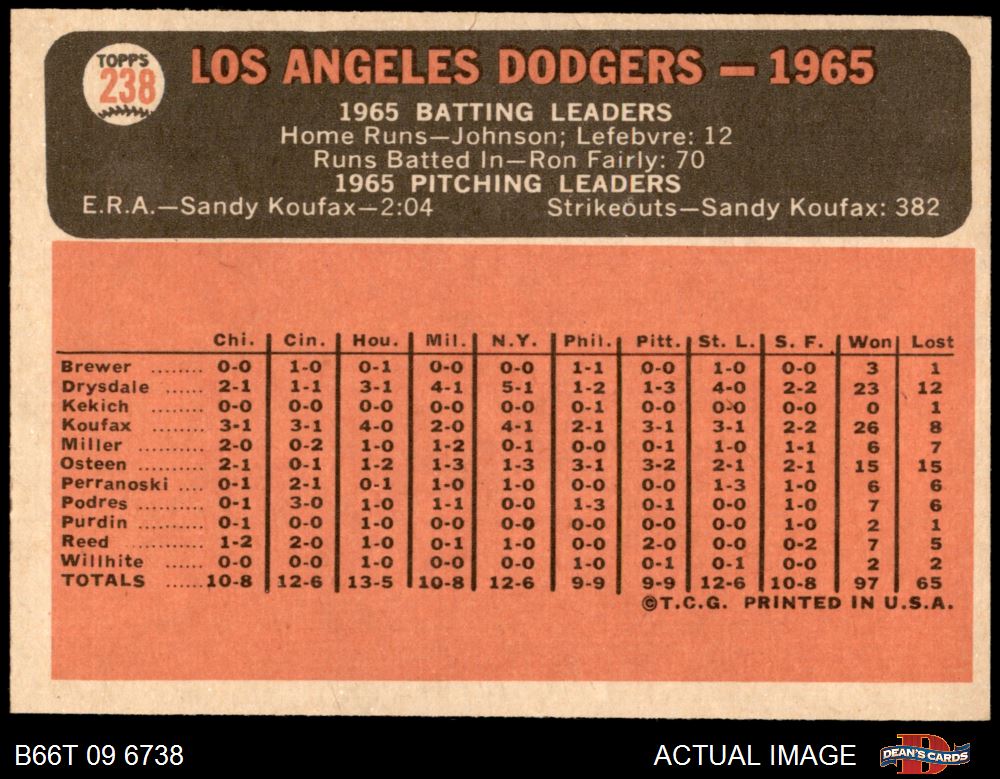 TOPPS
238
LOS ANGELES DODGERS — 1965
1965 BATTING LEADERS
Home Runs—Johnson; Lefebvre: 12
Runs Batted In—Ron Fairly: 70
1965 PITCHING LEADERS
E.R.A.—Sandy Koufax—2:04 Strikeouts—Sandy Koufax: 382
Chi. Cin. Hou. Mil. N.Y. Phil. Pitt. St. L. S. F. Won Lost
Brewer ........ 0-0 1-0 0-1 0-0 0-0 1-1 0-0 1-0 0-0 3 1
Drysdale ...... 2-1 1-1 3-1 4-1 5-1 1-2 1-3 4-0 2-2 23 12
Kekich ........ 0-0 0-0 0-0 0-0 0-0 0-1 0-0 0-0 0-0 0 1
Koufax ........ 3-1 3-1 4-0 2-0 4-1 2-1 3-1 3-1 2-2 26 8
Miller .......... 2-0 0-2 1-0 1-2 0-1 0-0 0-1 1-0 1-1 6 7
Osteen .......... 2-1 0-1 1-2 1-3 1-3 3-1 3-2 2-1 2-1 15 15
Perranoski .... 0-1 2-1 0-1 1-0 1-0 0-0 0-0 1-3 1-0 6 6
Podres ........ 0-1 3-0 1-0 1-1 0-0 1-3 0-1 0-0 1-0 7 6
Purdin .......... 0-1 0-0 1-0 0-0 0-0 0-0 0-0 0-0 1-0 2 1
Reed ............ 1-2 2-0 1-0 0-1 1-0 0-0 2-0 0-0 0-2 7 5
Willhite ........ 0-0 0-0 1-0 0-0 0-0 1-0 0-1 0-1 0-0 2 2
TOTALS ...... 10-8 12-6 13-5 10-8 12-6 9-9 9-9 12-6 10-8 97 65
©T.C.G. PRINTED IN U.S.A.
B66T 09 6738 ACTUAL IMAGE DEAN'S CARDS